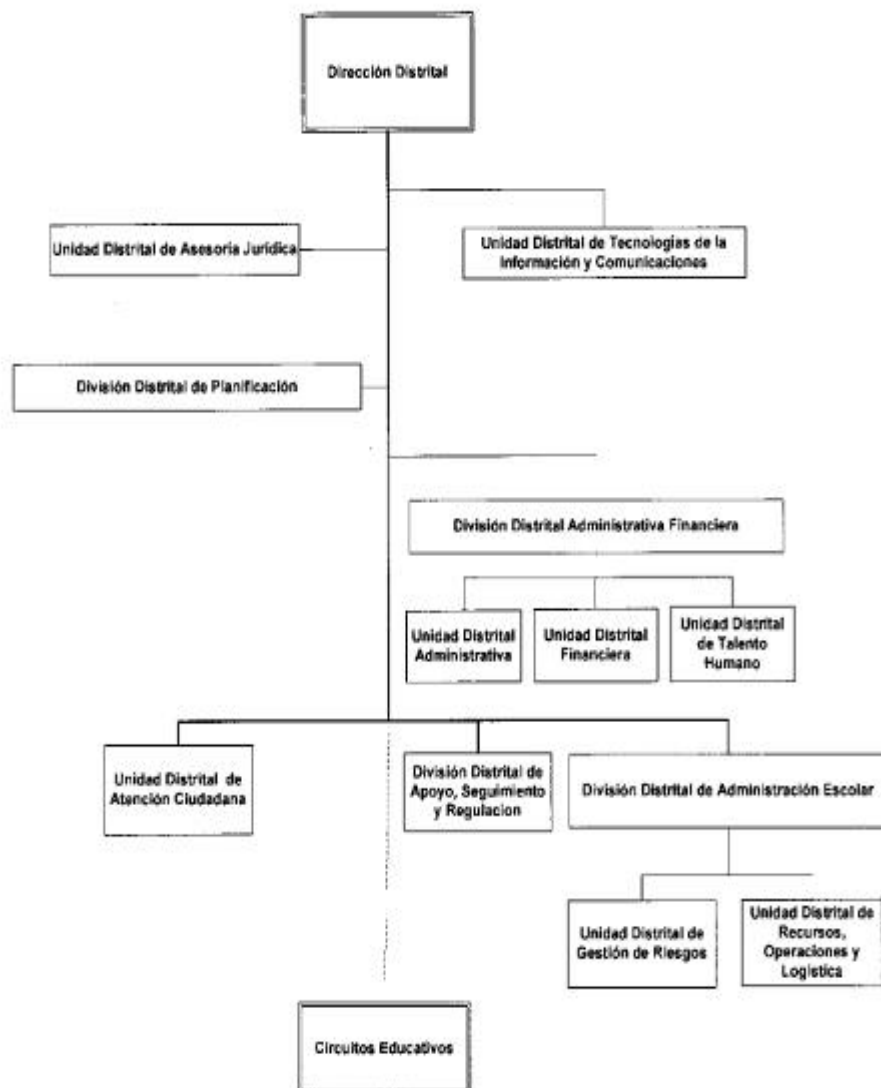 Dirección Distrital
Unidad Distrital de Asesoria Jurídica
Unidad Distrital de Tecnologías de la
Información y Comunicaciones
División Distrital de Planificación
División Distrital Administrativa Financiera
Unidad Distrital
Administrativa
Unidad Distrital
Financiera
Unidad Distrital
de Talento
Humano
Unidad Distrital de
Atención Ciudadana
División Distrital de
Apoyo, Seguimiento
y Regulacion
División Distrital de Administración Escolar
Unidad Distrital de
Gestión de Riesgos
Unidad Distrital de
Recursos,
Operaciones y
Logística
Circuitos Educativos